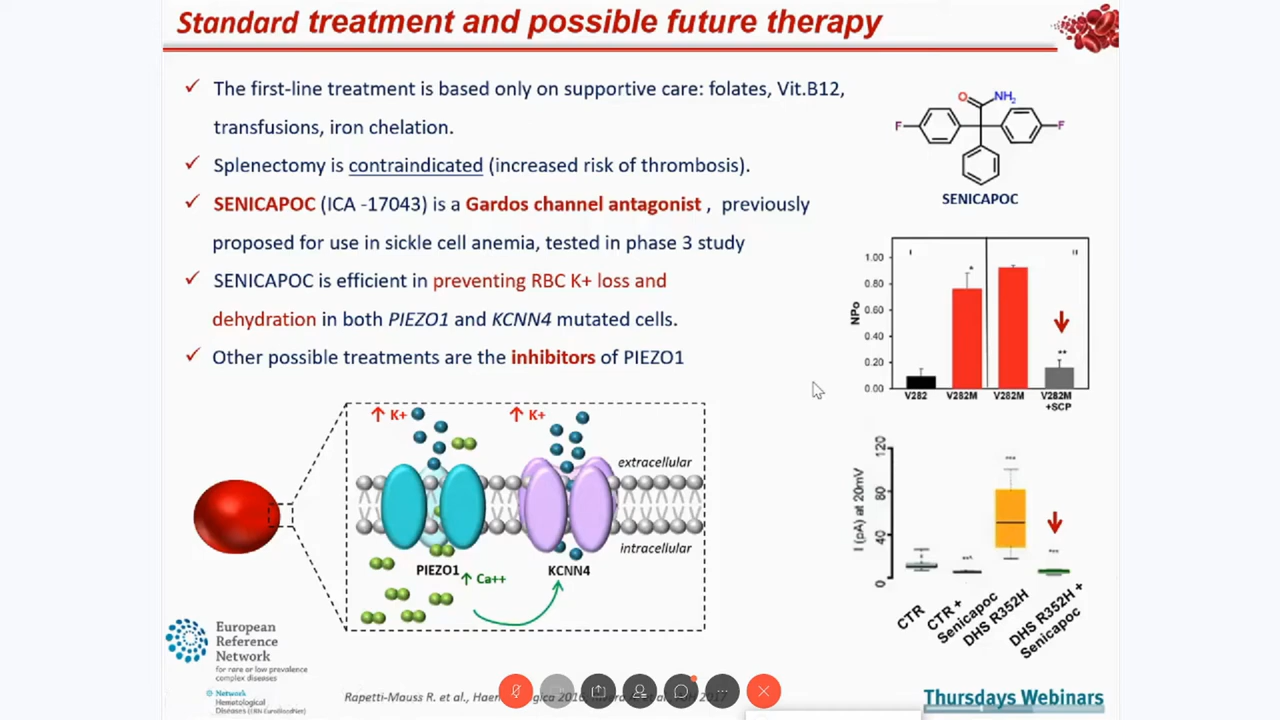 Standard treatment and possible future therapy
✓ The first-line treatment is based only on supportive care: folates, Vit.B12,
transfusions, iron chelation.
✓ Splenectomy is contraindicated (increased risk of thrombosis).
✓ SENICAPOC (ICA -17043) is a Gardos channel antagonist , previously
proposed for use in sickle cell anemia, tested in phase 3 study
✓ SENICAPOC is efficient in preventing RBC K+ loss and
dehydration in both PIEZO1 and KCNN4 mutated cells.
✓ Other possible treatments are the inhibitors of PIEZO1
O
NH2
F
F
SENICAPOC
I
II
1.00
0.80
0.60
0.40
0.20
0.00
NPo
*
**
V282
V282M
V282M
V282M
+SCP
K+
K+
extracellular
intracellular
PIEZO1
Ca++
KCNN4
I (pA) at 20mV
120
80
40
0
***
***
***
CTR
CTR +
Senicapoc
DHS R352H
DHS R352H +
Senicapoc
European
Reference
Network
for rare or low prevalence
complex diseases
Network
Hematological
Diseases (ERN EuroBloodNet)
Rapetti-Mauss R. et al., Haem
ogica 201
2017
Thursdays Webinars